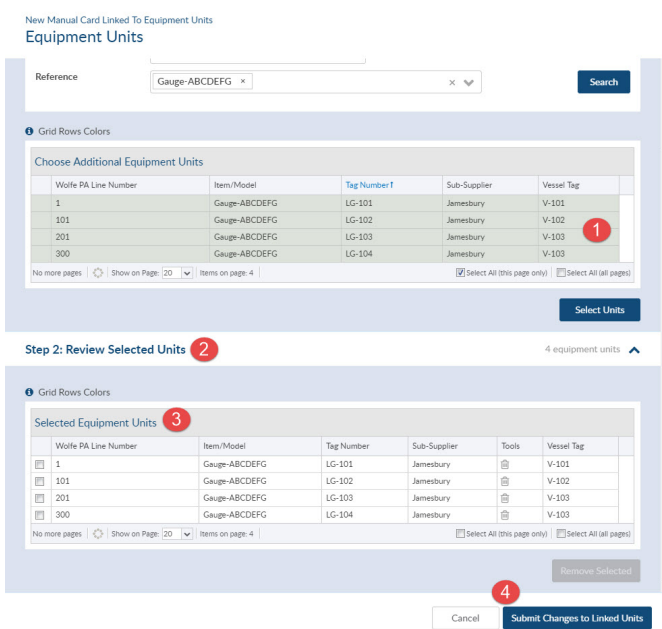 New Manual Card Linked To Equipment Units
Equipment Units
Reference Gauge-ABCDEFG × × Search
Grid Rows Colors
Choose Additional Equipment Units
Wolfe PA Line Number Item/Model Tag Number↑ Sub-Supplier Vessel Tag
1 Gauge-ABCDEFG LG-101 Jamesbury V-101
101 Gauge-ABCDEFG LG-102 Jamesbury V-102
201 Gauge-ABCDEFG LG-103 Jamesbury V-103 1
300 Gauge-ABCDEFG LG-104 Jamesbury V-103
No more pages Show on Page: 20 Items on page: 4 Select All (this page only) Select All (all pages)
Select Units
Step 2: Review Selected Units 2 4 equipment units
Grid Rows Colors
Selected Equipment Units 3
Wolfe PA Line Number Item/Model Tag Number Sub-Supplier Tools Vessel Tag
1 Gauge-ABCDEFG LG-101 Jamesbury V-101
101 Gauge-ABCDEFG LG-102 Jamesbury V-102
201 Gauge-ABCDEFG LG-103 Jamesbury V-103
300 Gauge-ABCDEFG LG-104 Jamesbury V-103
No more pages Show on Page: 20 Items on page: 4 Select All (this page only) Select All (all pages)
Remove Selected
4
Cancel Submit Changes to Linked Units